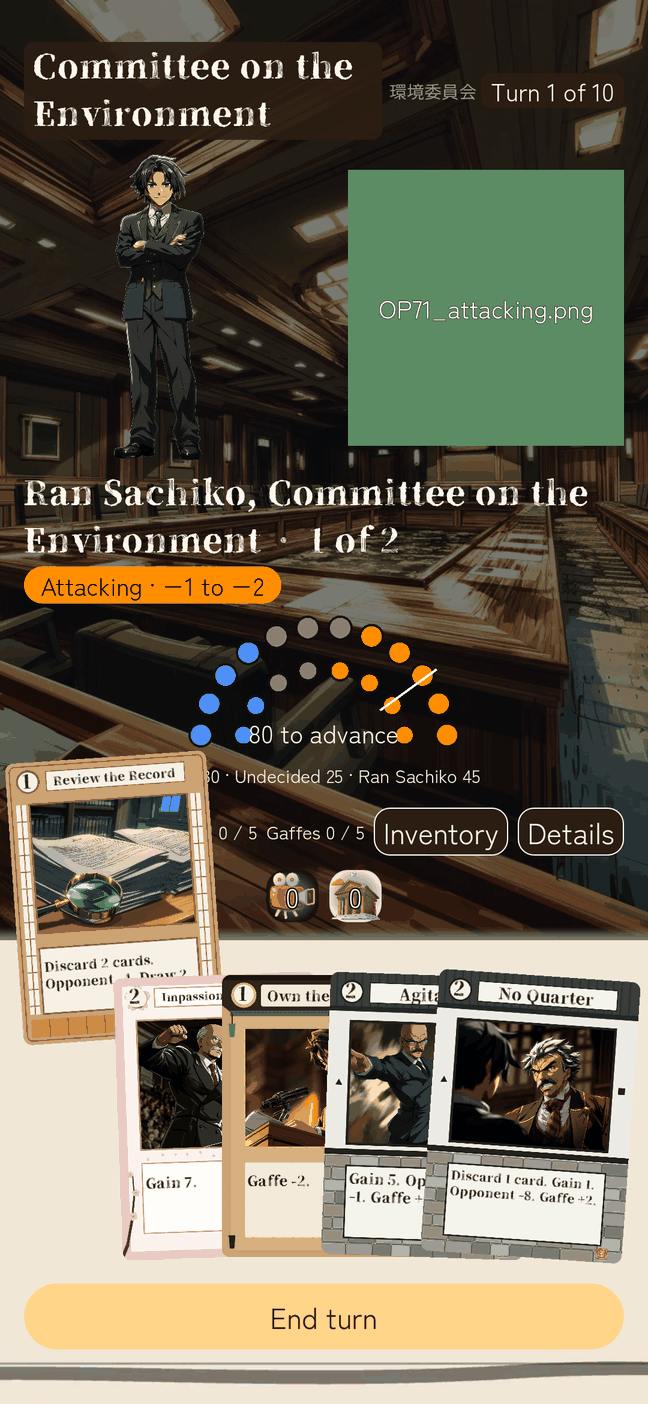 Committee on the
Environment
環境委員会
Turn 1 of 10
OP71_attacking.png
Ran Sachiko, Committee on the
Environment · 1 of 2
Attacking · −1 to −2
80 to advance
30 · Undecided 25 · Ran Sachiko 45
0 / 5 Gaffes 0 / 5
Inventory
Details
0
0
1 Review the Record
Discard 2 cards.
Opponent
2
Gain 7.
1 Own the
Gaffe -2.
2
Gain 5.
-1. Gaffe
2 No Quarter
Discard 1 card. Gain 1.
Opponent -8. Gaffe +2.
End turn